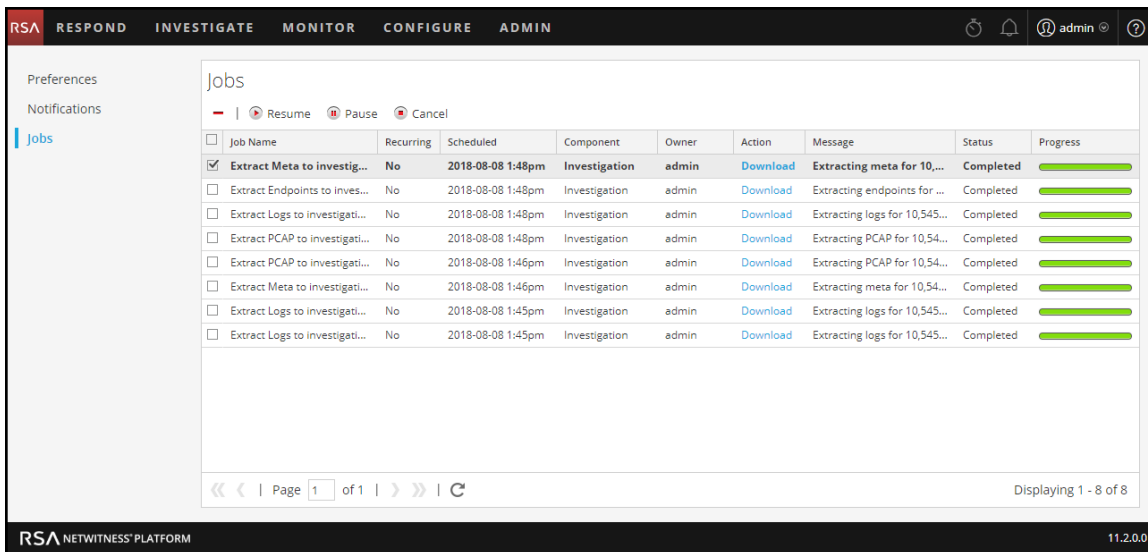 RSA RESPOND INVESTIGATE MONITOR CONFIGURE ADMIN admin ?
Preferences
Notifications
Jobs
Jobs
Resume Pause Cancel
Job Name Recurring Scheduled Component Owner Action Message Status Progress
Extract Meta to investig... No 2018-08-08 1:48pm Investigation admin Download Extracting meta for 10,... Completed
Extract Endpoints to inves... No 2018-08-08 1:48pm Investigation admin Download Extracting endpoints for ... Completed
Extract Logs to investigati... No 2018-08-08 1:48pm Investigation admin Download Extracting logs for 10,545... Completed
Extract PCAP to investigati... No 2018-08-08 1:48pm Investigation admin Download Extracting PCAP for 10,54... Completed
Extract PCAP to investigati... No 2018-08-08 1:46pm Investigation admin Download Extracting PCAP for 10,54... Completed
Extract Meta to investigati... No 2018-08-08 1:46pm Investigation admin Download Extracting meta for 10,54... Completed
Extract Logs to investigati... No 2018-08-08 1:45pm Investigation admin Download Extracting logs for 10,545... Completed
Extract Logs to investigati... No 2018-08-08 1:45pm Investigation admin Download Extracting logs for 10,545... Completed
Page 1 of 1 Displaying 1 - 8 of 8
RSA NETWITNESS® PLATFORM 11.2.0.0